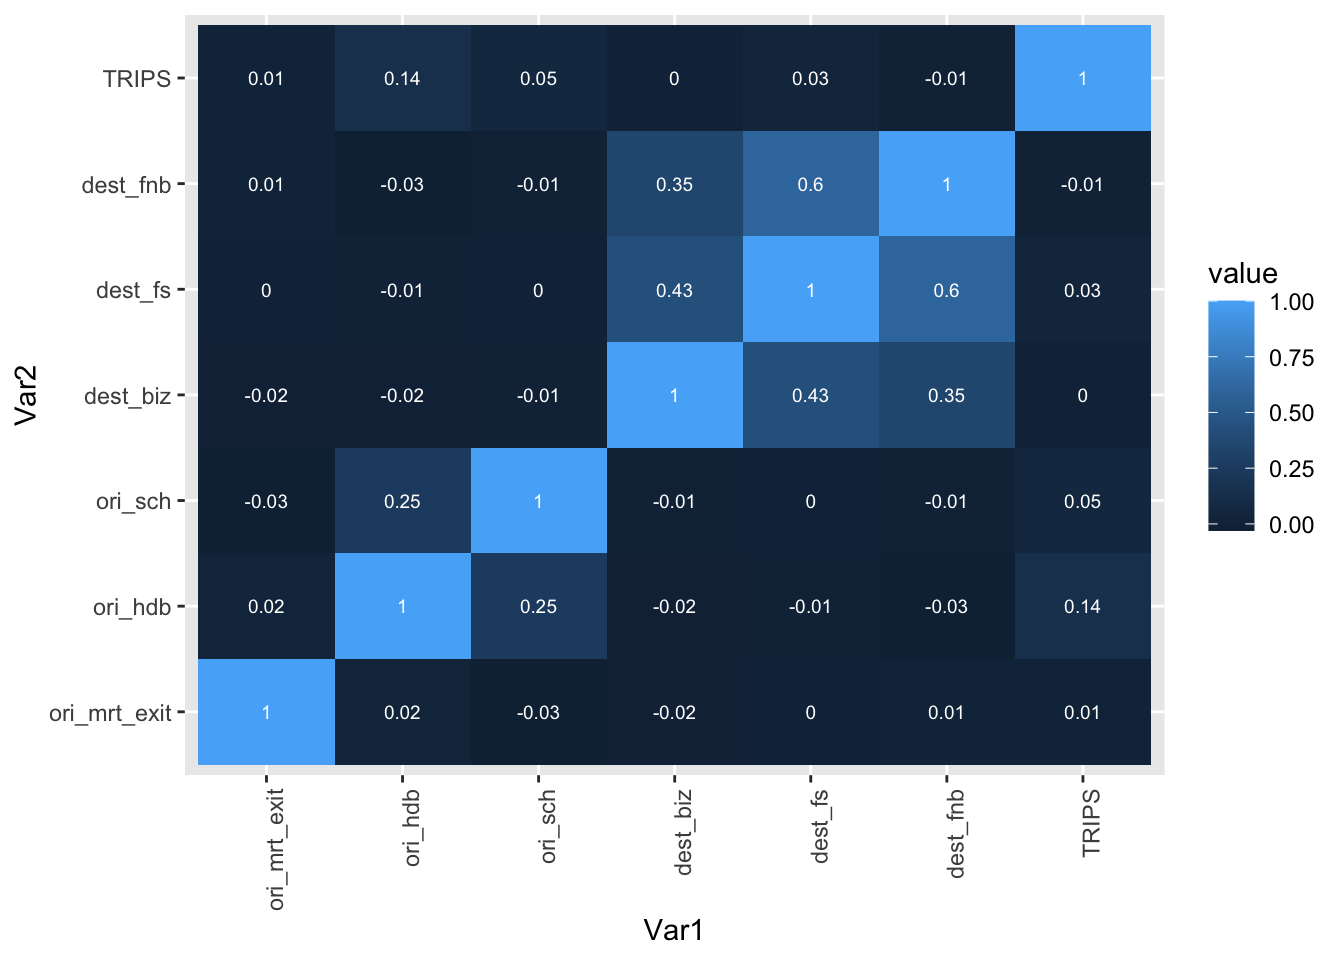 TRIPS 0.01 0.14 0.05 0 0.03 -0.01 1
dest_fnb 0.01 -0.03 -0.01 0.35 0.6 1 -0.01
dest_fs 0 -0.01 0 0.43 1 0.6 0.03
dest_biz -0.02 -0.02 -0.01 1 0.43 0.35 0
ori_sch -0.03 0.25 1 -0.01 0 -0.01 0.05
ori_hdb 0.02 1 0.25 -0.02 -0.01 -0.03 0.14
ori_mrt_exit 1 0.02 -0.03 -0.02 0 0.01 0.01
Var2
ori_mrt_exit
ori_hdb
ori_sch
dest_biz
dest_fs
dest_fnb
TRIPS
Var1
value
1.00
0.75
0.50
0.25
0.00